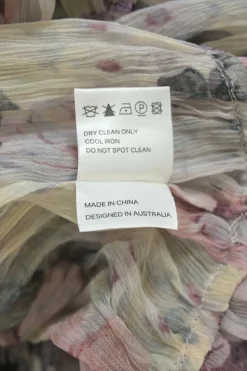 DRY CLEAN ONLY
COOL IRON
DO NOT SPOT CLEAN
MADE IN CHINA
DESIGNED IN AUSTRALIA